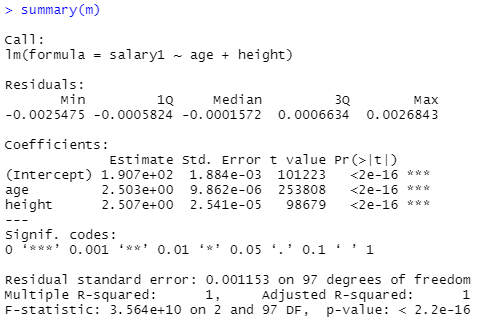 > summary(m)
Call:
lm(formula = salary1 ~ age + height)
Residuals:
Min 1Q Median 3Q Max
-0.0025475 -0.0005824 -0.0001572 0.0006634 0.0026843
Coefficients:
Estimate Std. Error t value Pr(>|t|)
(Intercept) 1.907e+02 1.884e-03 101223 <2e-16 ***
age 2.503e+00 9.862e-06 253808 <2e-16 ***
height 2.507e+00 2.541e-05 98679 <2e-16 ***
---
Signif. codes:
0 ‘***’ 0.001 ‘**’ 0.01 ‘*’ 0.05 ‘.’ 0.1 ‘ ’ 1
Residual standard error: 0.001153 on 97 degrees of freedom
Multiple R-squared: 1, Adjusted R-squared: 1
F-statistic: 3.564e+10 on 2 and 97 DF, p-value: < 2.2e-16